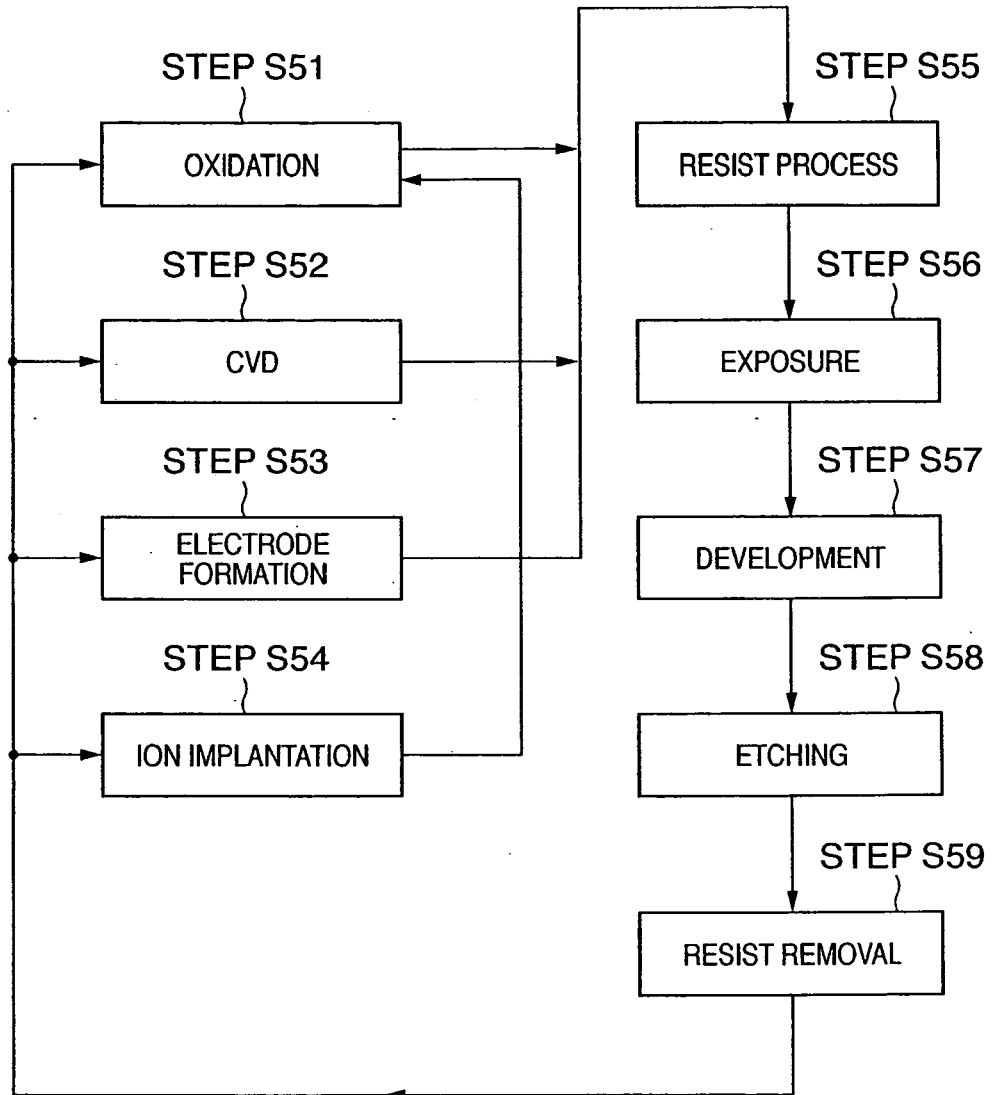 STEP S51
OXIDATION
STEP S52
CVD
STEP S53
ELECTRODE
FORMATION
STEP S54
ION IMPLANTATION
STEP S55
RESIST PROCESS
STEP S56
EXPOSURE
STEP S57
DEVELOPMENT
STEP S58
ETCHING
STEP S59
RESIST REMOVAL